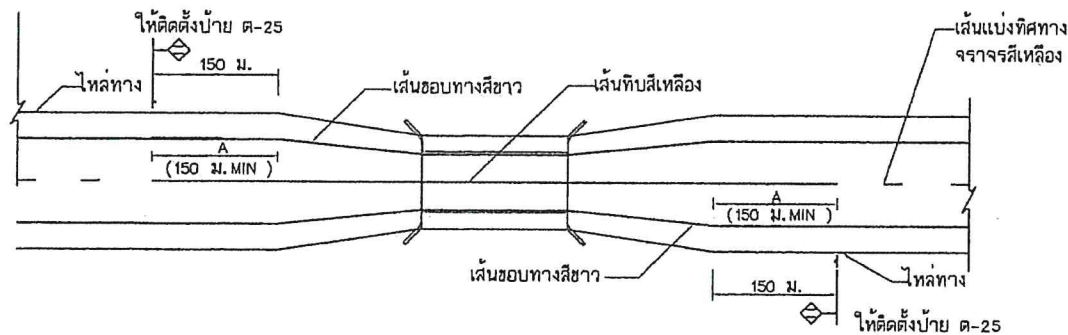 ให้ติดตั้งป้าย ต-25
150 ม.
ไหล่ทาง
เส้นขอบทางสีขาว
เส้นทึบสีเหลือง
เส้นแบ่งทิศทาง
จราจรสีเหลือง
A
(150 ม. MIN )
A
(150 ม. MIN )
เส้นขอบทางสีขาว
ไหล่ทาง
150 ม.
ให้ติดตั้งป้าย ต-25